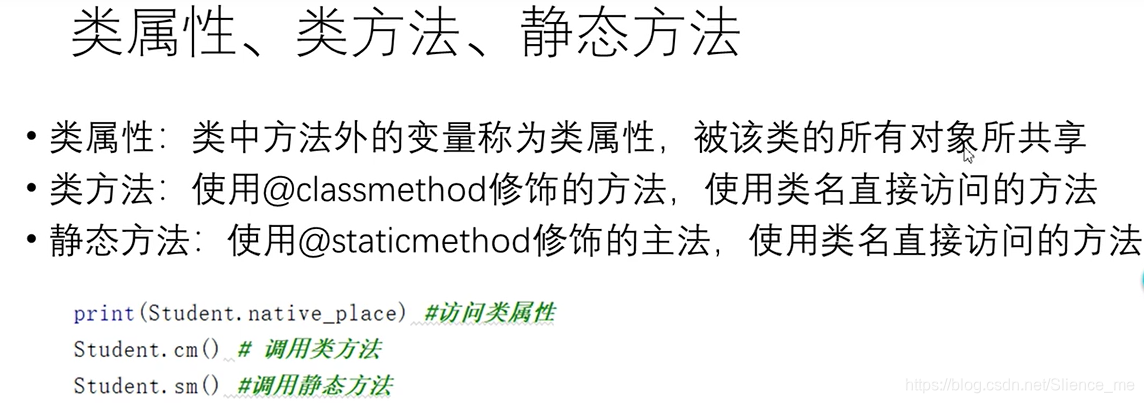 类属性、类方法、静态方法
• 类属性：类中方法外的变量称为类属性，被该类的所有对象所共享
• 类方法：使用@classmethod修饰的方法，使用类名直接访问的方法
• 静态方法：使用@staticmethod修饰的主法，使用类名直接访问的方法
print(Student.native_place) #访问类属性
Student.cm() # 调用类方法
Student.sm() #调用静态方法
https://blog.csdn.net/Slience_me